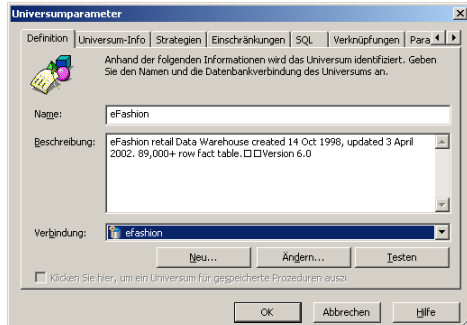 Universumparameter
Definition Universum-Info Strategien Einschränkungen SQL Verknüpfungen Para
Anhand der folgenden Informationen wird das Universum identifiziert. Geben
Sie den Namen und die Datenbankverbindung des Universums an.
Name: eFashion
Beschreibung: eFashion retail Data Warehouse created 14 Oct 1998, updated 3 April
2002. 89,000+ row fact table.□□Version 6.0
Verbindung: efashion
Neu... Ändern... Testen
Klicken Sie hier, um ein Universum für gespeicherte Prozeduren ausz
OK Abbrechen Hilfe